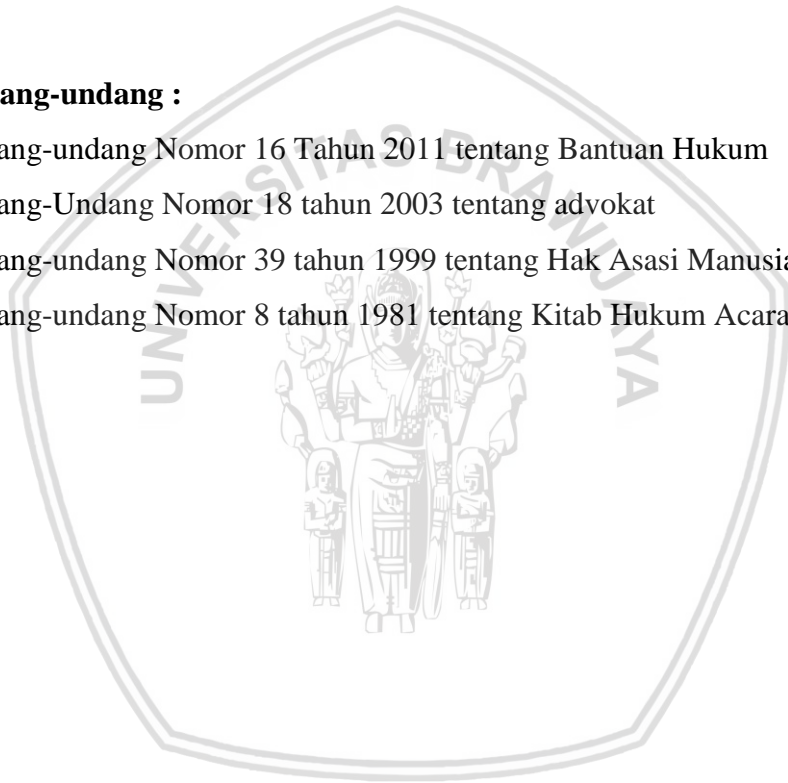 ang-undang :
ang-undang Nomor 16 Tahun 2011 tentang Bantuan Hukum
ang-Undang Nomor 18 tahun 2003 tentang advokat
ang-undang Nomor 39 tahun 1999 tentang Hak Asasi Manusia
ang-undang Nomor 8 tahun 1981 tentang Kitab Hukum Acara
UNIVERSITAS BRAWIJAYA